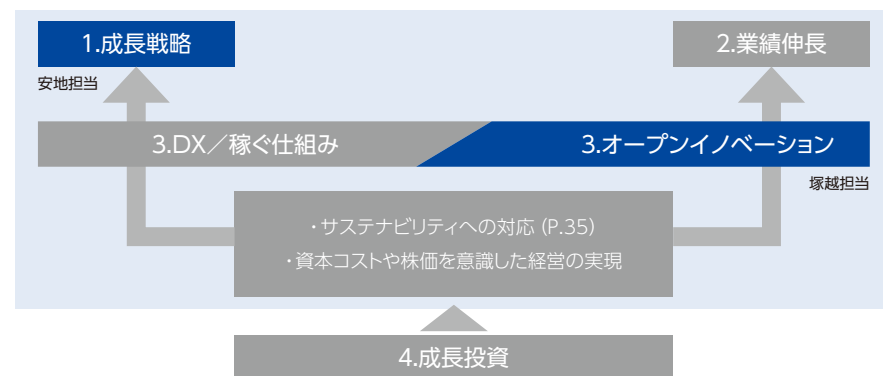 1.成長戦略
2.業績伸長
安地担当
3.DX／稼ぐ仕組み
3.オープンイノベーション
塚越担当
・サステナビリティへの対応 (P.35)
・資本コストや株価を意識した経営の実現
4.成長投資